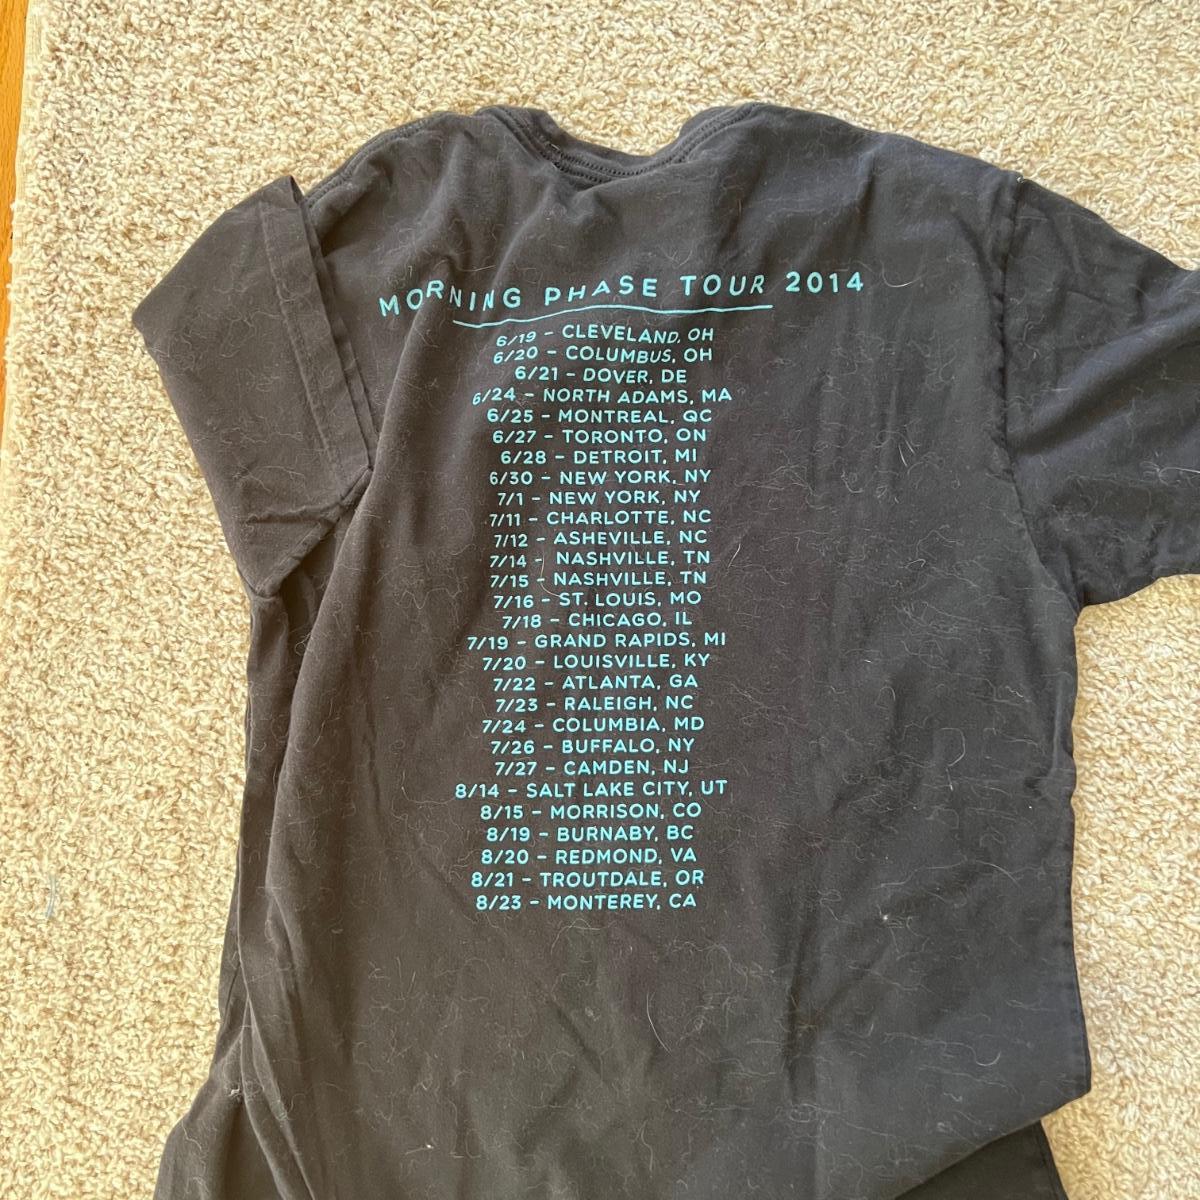 MORNING PHASE TOUR 2014
6/19 – CLEVELAND, OH
6/20 – COLUMBUS, OH
6/21 – DOVER, DE
6/24 – NORTH ADAMS, MA
6/25 – MONTREAL, QC
6/27 – TORONTO, ON
6/28 – DETROIT, MI
6/30 – NEW YORK, NY
7/1 – NEW YORK, NY
7/11 – CHARLOTTE, NC
7/12 – ASHEVILLE, NC
7/14 – NASHVILLE, TN
7/15 – NASHVILLE, TN
7/16 – ST. LOUIS, MO
7/18 – CHICAGO, IL
7/19 – GRAND RAPIDS, MI
7/20 – LOUISVILLE, KY
7/22 – ATLANTA, GA
7/23 – RALEIGH, NC
7/24 – COLUMBIA, MD
7/26 – BUFFALO, NY
7/27 – CAMDEN, NJ
8/14 – SALT LAKE CITY, UT
8/15 – MORRISON, CO
8/19 – BURNABY, BC
8/20 – REDMOND, VA
8/21 – TROUTDALE, OR
8/23 – MONTEREY, CA